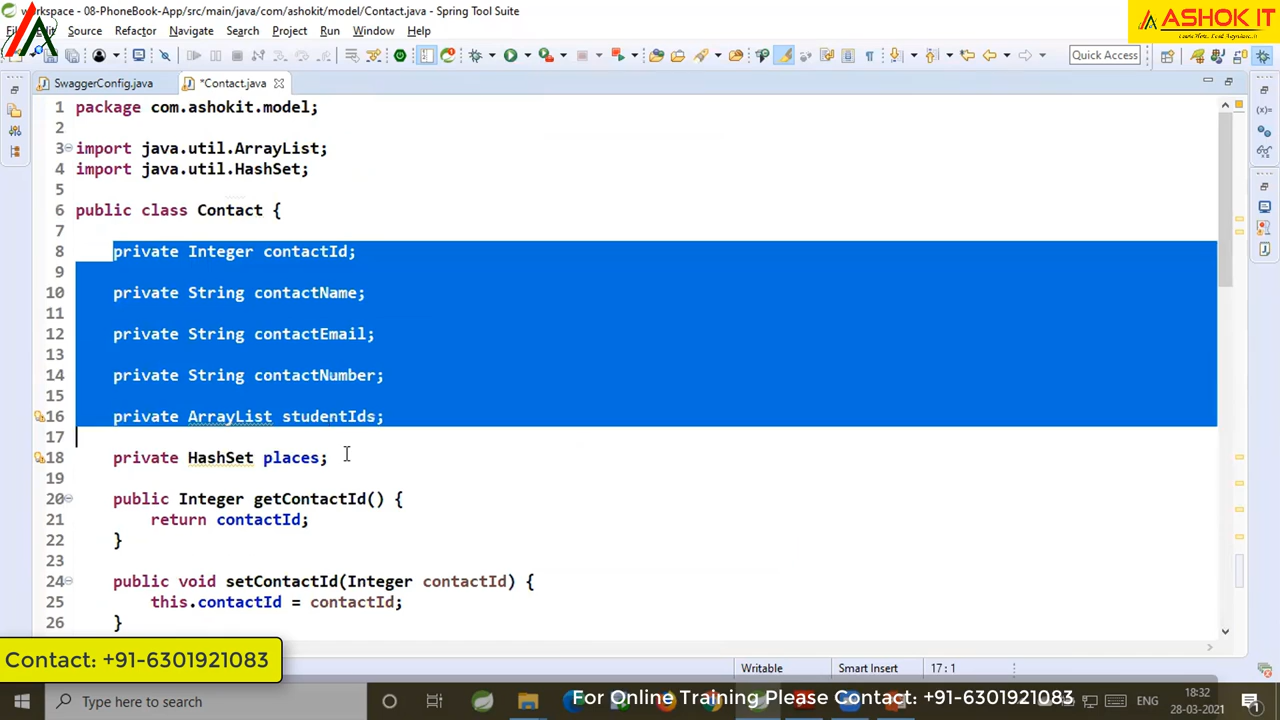 workspace - 08-PhoneBook-App/src/main/java/com/ashokit/model/Contact.java - Spring Tool Suite
ASHOK IT
Source Refactor Navigate Search Project Run Window Help
Quick Access
SwaggerConfig.java *Contact.java
1 package com.ashokit.model;
2
3 import java.util.ArrayList;
4 import java.util.HashSet;
5
6 public class Contact {
7
8 private Integer contactId;
9
10 private String contactName;
11
12 private String contactEmail;
13
14 private String contactNumber;
15
16 private ArrayList studentIds;
17
18 private HashSet places;
19
20 public Integer getContactId() {
21 return contactId;
22 }
23
24 public void setContactId(Integer contactId) {
25 this.contactId = contactId;
26 }
Contact: +91-6301921083
Writable Smart Insert 17 : 1
Type here to search
For Online Training Please Contact: +91-6301921083
ENG
18:32
28-03-2021